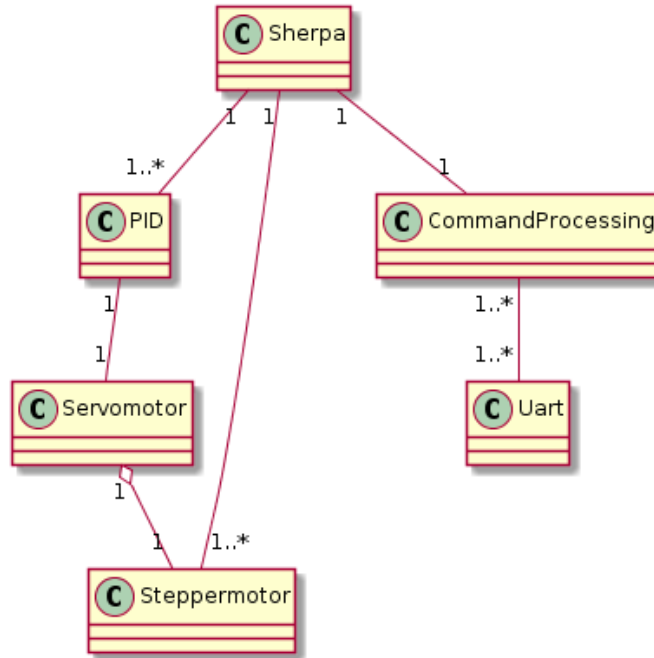 C Sherpa
1 1 1
1..* 1
C PID
C CommandProcessing
1 1..*
1 1..*
C Servomotor
C Uart
1
1 1..*
C Steppermotor